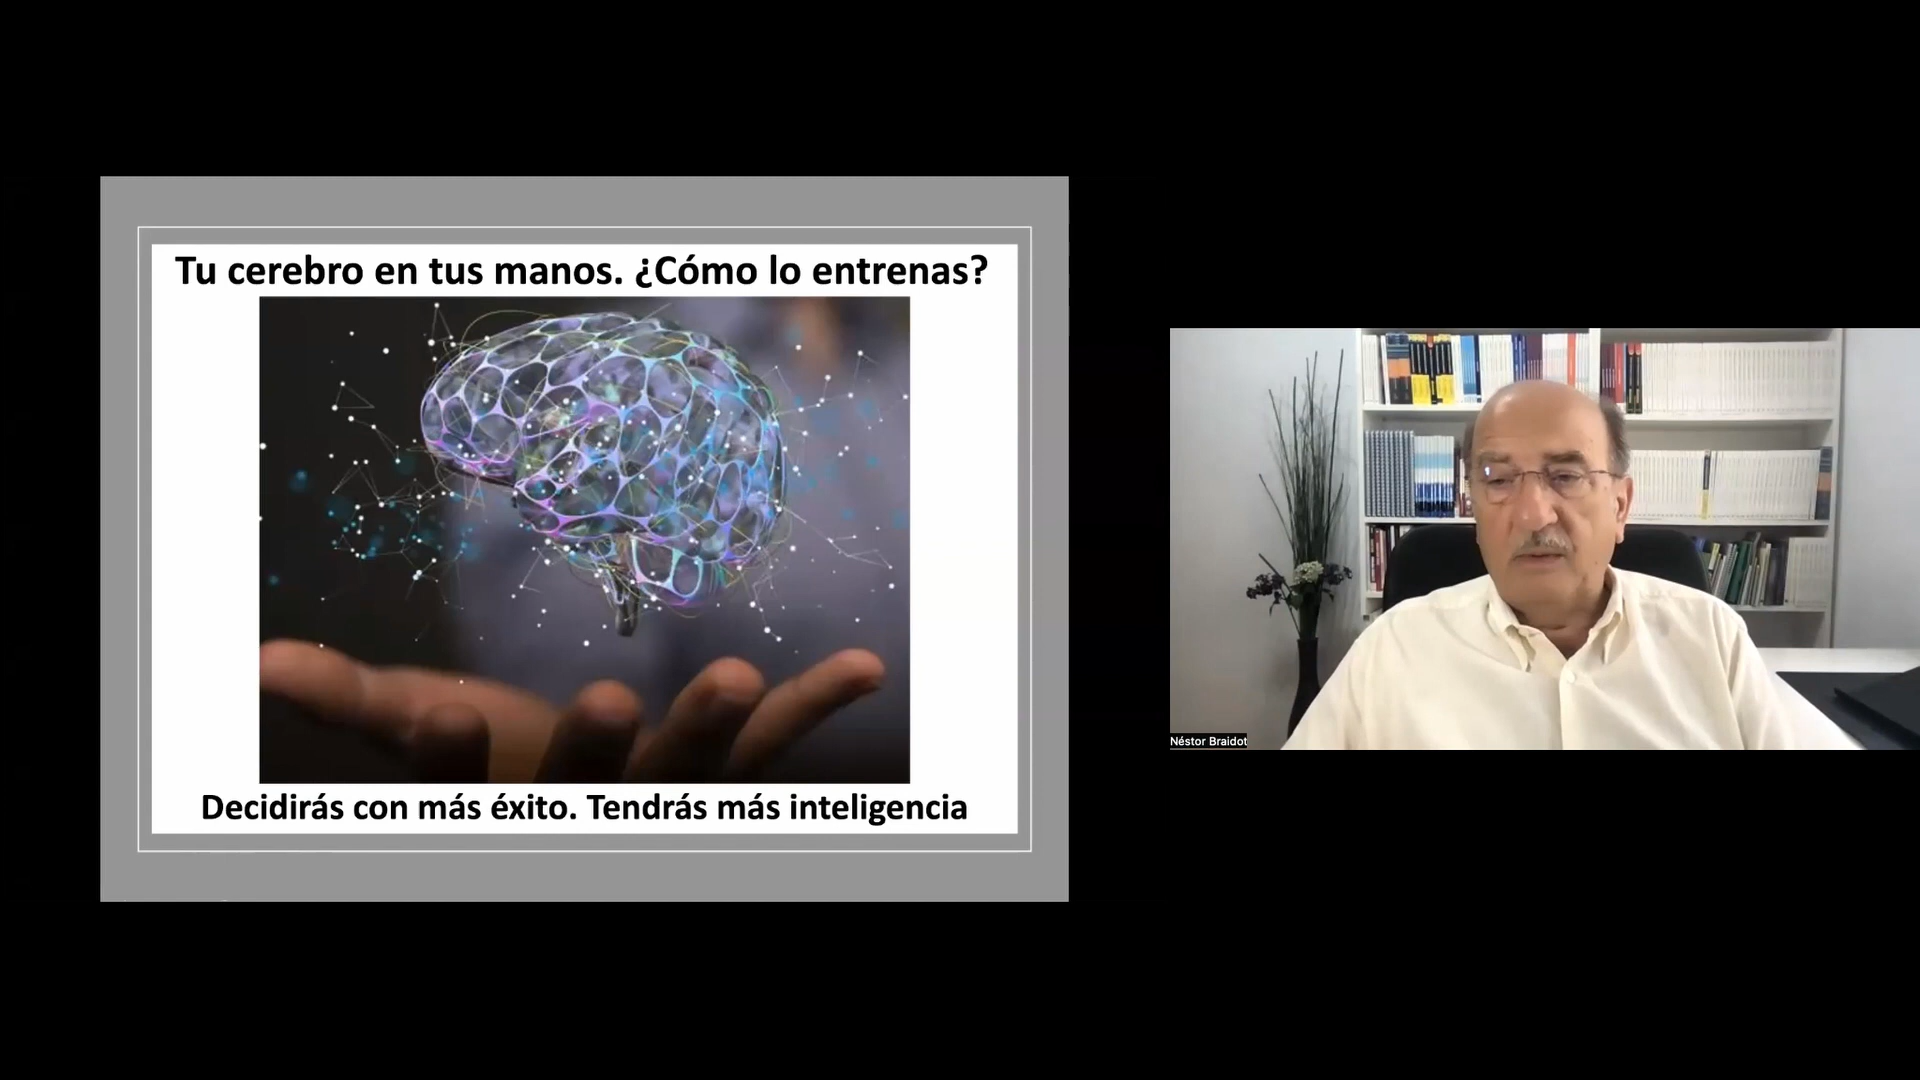 Tu cerebro en tus manos. ¿Cómo lo entrenas?
Decidirás con más éxito. Tendrás más inteligencia
Néstor Braidot